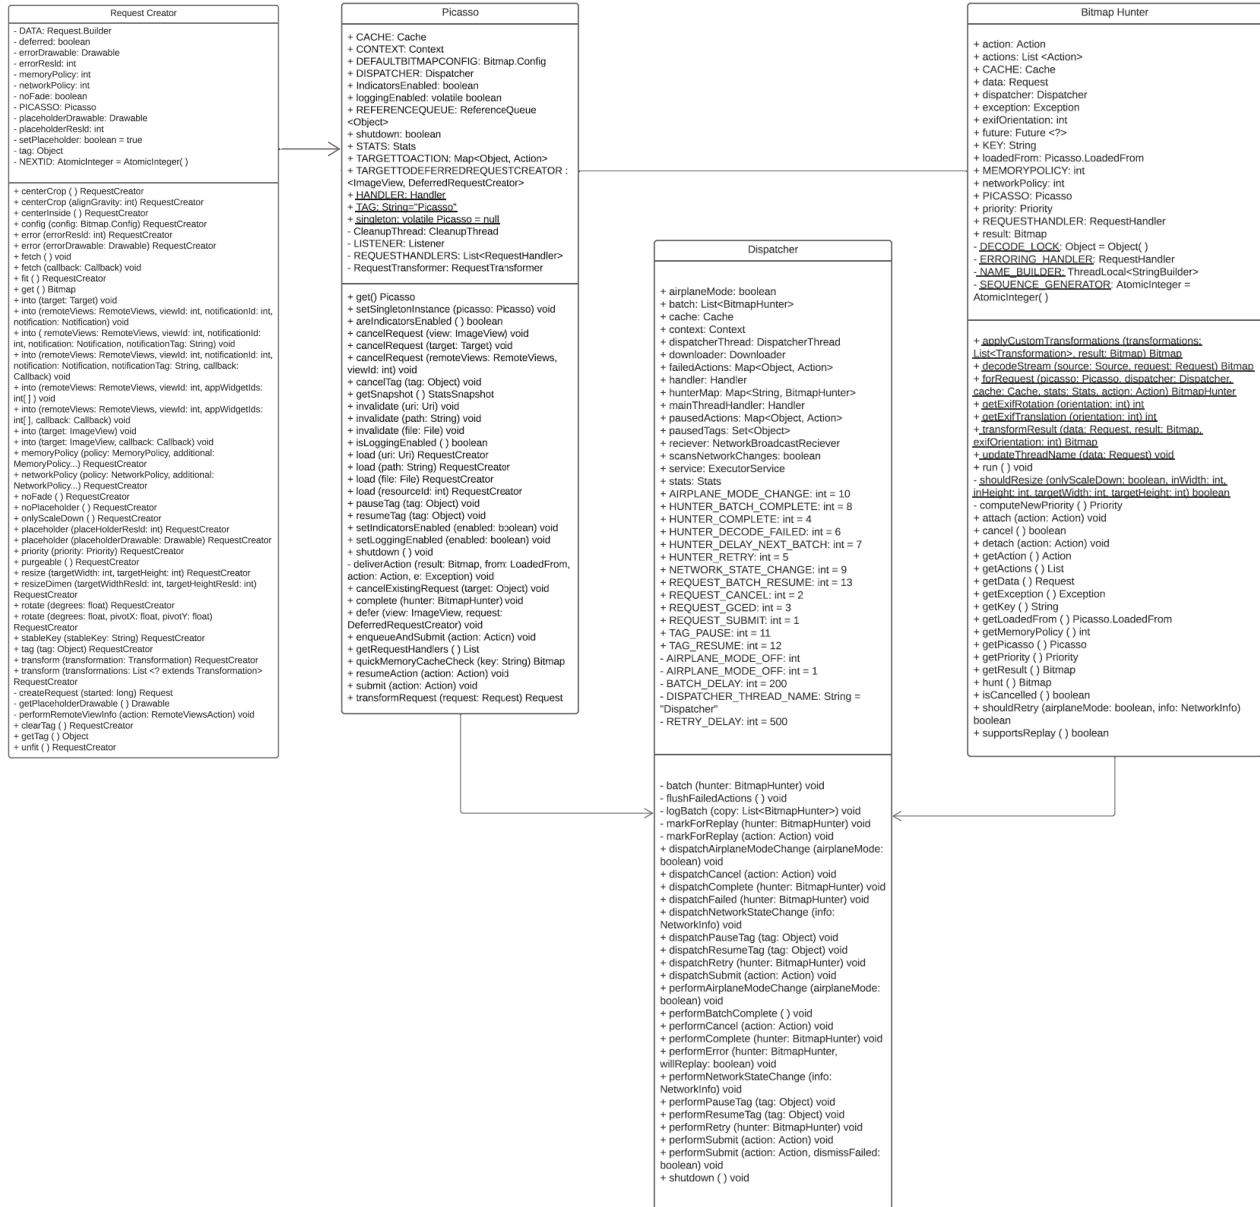 Request Creator
- DATA: Request.Builder
- deferred: boolean
- errorDrawable: Drawable
- errorResId: int
- memoryPolicy: int
- networkPolicy: int
- noFade: boolean
- PICASSO: Picasso
- placeholderDrawable: Drawable
- placeholderResId: int
- setPlaceholder: boolean = true
- tag: Object
- NEXTID: AtomicInteger = AtomicInteger( )
+ centerCrop ( ) RequestCreator
+ centerCrop (alignGravity: int) RequestCreator
+ centerInside ( ) RequestCreator
+ config (config: Bitmap.Config) RequestCreator
+ error (errorResId: int) RequestCreator
+ error (errorDrawable: Drawable) RequestCreator
+ fetch ( ) void
+ fetch (callback: Callback) void
+ fit ( ) RequestCreator
+ get ( ) Bitmap
+ into (target: Target) void
+ into (remoteViews: RemoteViews, viewId: int, notificationId: int,
notification: Notification) void
+ into ( remoteViews: RemoteViews, viewId: int, notificationId:
int, notification: Notification, notificationTag: String) void
+ into (remoteViews: RemoteViews, viewId: int, notificationId: int,
notification: Notification, notificationTag: String, callback:
Callback) void
+ into (remoteViews: RemoteViews, viewId: int, appWidgetIds:
int[ ] ) void
+ into (remoteViews: RemoteViews, viewId: int, appWidgetIds:
int[ ], callback: Callback) void
+ into (target: ImageView) void
+ into (target: ImageView, callback: Callback) void
+ memoryPolicy (policy: MemoryPolicy, additional:
MemoryPolicy...) RequestCreator
+ networkPolicy (policy: NetworkPolicy, additional:
NetworkPolicy...) RequestCreator
+ noFade ( ) RequestCreator
+ noPlaceholder ( ) RequestCreator
+ onlyScaleDown ( ) RequestCreator
+ placeholder (placeHolderResId: int) RequestCreator
+ placeholder (placeholderDrawable: Drawable) RequestCreator
+ priority (priority: Priority) RequestCreator
+ purgeable ( ) RequestCreator
+ resize (targetWidth: int, targetHeight: int) RequestCreator
+ resizeDimen (targetWidthResId: int, targetHeightResId: int)
RequestCreator
+ rotate (degrees: float) RequestCreator
+ rotate (degrees: float, pivotX: float, pivotY: float)
RequestCreator
+ stableKey (stableKey: String) RequestCreator
+ tag (tag: Object) RequestCreator
+ transform (transformation: Transformation) RequestCreator
+ transform (transformations: List <? extends Transformation>
RequestCreator
- createRequest (started: long) Request
- getPlaceholderDrawable ( ) Drawable
- performRemoteViewInfo (action: RemoteViewsAction) void
+ clearTag ( ) RequestCreator
+ getTag ( ) Object
+ unfit ( ) RequestCreator
Picasso
+ CACHE: Cache
+ CONTEXT: Context
+ DEFAULTBITMAPCONFIG: Bitmap.Config
+ DISPATCHER: Dispatcher
+ IndicatorsEnabled: boolean
+ loggingEnabled: volatile boolean
+ REFERENCEQUEUE: ReferenceQueue
<Object>
+ shutdown: boolean
+ STATS: Stats
+ TARGETTOACTION: Map<Object, Action>
+ TARGETTODEFERREDREQUESTCREATOR :
<ImageView, DeferredRequestCreator>
+ HANDLER: Handler
+ TAG: String="Picasso"
+ singleton: volatile Picasso = null
- CleanupThread: CleanupThread
- LISTENER: Listener
- REQUESTHANDLERS: List<RequestHandler>
- RequestTransformer: RequestTransformer
+ get() Picasso
+ setSingletonInstance (picasso: Picasso) void
+ areIndicatorsEnabled ( ) boolean
+ cancelRequest (view: ImageView) void
+ cancelRequest (target: Target) void
+ cancelRequest (remoteViews: RemoteViews,
viewId: int) void
+ cancelTag (tag: Object) void
+ getSnapshot ( ) StatsSnapshot
+ invalidate (uri: Uri) void
+ invalidate (path: String) void
+ invalidate (file: File) void
+ isLoggingEnabled ( ) boolean
+ load (uri: Uri) RequestCreator
+ load (path: String) RequestCreator
+ load (file: File) RequestCreator
+ load (resourceId: int) RequestCreator
+ pauseTag (tag: Object) void
+ resumeTag (tag: Object) void
+ setIndicatorsEnabled (enabled: boolean) void
+ setLoggingEnabled (enabled: boolean) void
+ shutdown ( ) void
- deliverAction (result: Bitmap, from: LoadedFrom,
action: Action, e: Exception) void
+ cancelExistingRequest (target: Object) void
+ complete (hunter: BitmapHunter) void
+ defer (view: ImageView, request:
DeferredRequestCreator) void
+ enqueueAndSubmit (action: Action) void
+ getRequestHandlers ( ) List
+ quickMemoryCacheCheck (key: String) Bitmap
+ resumeAction (action: Action) void
+ submit (action: Action) void
+ transformRequest (request: Request) Request
Dispatcher
+ airplaneMode: boolean
+ batch: List<BitmapHunter>
+ cache: Cache
+ context: Context
+ dispatcherThread: DispatcherThread
+ downloader: Downloader
+ failedActions: Map<Object, Action>
+ handler: Handler
+ hunterMap: Map<String, BitmapHunter>
+ mainThreadHandler: Handler
+ pausedActions: Map<Object, Action>
+ pausedTags: Set<Object>
+ reciever: NetworkBroadcastReciever
+ scansNetworkChanges: boolean
+ service: ExecutorService
+ stats: Stats
+ AIRPLANE_MODE_CHANGE: int = 10
+ HUNTER_BATCH_COMPLETE: int = 8
+ HUNTER_COMPLETE: int = 4
+ HUNTER_DECODE_FAILED: int = 6
+ HUNTER_DELAY_NEXT_BATCH: int = 7
+ HUNTER_RETRY: int = 5
+ NETWORK_STATE_CHANGE: int = 9
+ REQUEST_BATCH_RESUME: int = 13
+ REQUEST_CANCEL: int = 2
+ REQUEST_GCED: int = 3
+ REQUEST_SUBMIT: int = 1
+ TAG_PAUSE: int = 11
+ TAG_RESUME: int = 12
- AIRPLANE_MODE_OFF: int
- AIRPLANE_MODE_OFF: int = 1
- BATCH_DELAY: int = 200
- DISPATCHER_THREAD_NAME: String =
"Dispatcher"
- RETRY_DELAY: int = 500
- batch (hunter: BitmapHunter) void
- flushFailedActions ( ) void
- logBatch (copy: List<BitmapHunter>) void
- markForReplay (hunter: BitmapHunter) void
- markForReplay (action: Action) void
+ dispatchAirplaneModeChange (airplaneMode:
boolean) void
+ dispatchCancel (action: Action) void
+ dispatchComplete (hunter: BitmapHunter) void
+ dispatchFailed (hunter: BitmapHunter) void
+ dispatchNetworkStateChange (info:
NetworkInfo) void
+ dispatchPauseTag (tag: Object) void
+ dispatchResumeTag (tag: Object) void
+ dispatchRetry (hunter: BitmapHunter) void
+ dispatchSubmit (action: Action) void
+ performAirplaneModeChange (airplaneMode:
boolean) void
+ performBatchComplete ( ) void
+ performCancel (action: Action) void
+ performComplete (hunter: BitmapHunter) void
+ performError (hunter: BitmapHunter,
willReplay: boolean) void
+ performNetworkStateChange (info:
NetworkInfo) void
+ performPauseTag (tag: Object) void
+ performResumeTag (tag: Object) void
+ performRetry (hunter: BitmapHunter) void
+ performSubmit (action: Action) void
+ performSubmit (action: Action, dismissFailed:
boolean) void
+ shutdown ( ) void
Bitmap Hunter
+ action: Action
+ actions: List <Action>
+ CACHE: Cache
+ data: Request
+ dispatcher: Dispatcher
+ exception: Exception
+ exifOrientation: int
+ future: Future <?>
+ KEY: String
+ loadedFrom: Picasso.LoadedFrom
+ MEMORYPOLICY: int
+ networkPolicy: int
+ PICASSO: Picasso
+ priority: Priority
+ REQUESTHANDLER: RequestHandler
+ result: Bitmap
- DECODE_LOCK: Object = Object( )
- ERRORING_HANDLER: RequestHandler
- NAME_BUILDER: ThreadLocal<StringBuilder>
- SEQUENCE_GENERATOR: AtomicInteger =
AtomicInteger( )
+ applyCustomTransformations (transformations:
List<Transformation>, result: Bitmap) Bitmap
+ decodeStream (source: Source, request: Request) Bitmap
+ forRequest (picasso: Picasso, dispatcher: Dispatcher,
cache: Cache, stats: Stats, action: Action) BitmapHunter
+ getExifRotation (orientation: int) int
+ getExifTranslation (orientation: int) int
+ transformResult (data: Request, result: Bitmap,
exifOrientation: int) Bitmap
+ updateThreadName (data: Request) void
+ run ( ) void
- shouldResize (onlyScaleDown: boolean, inWidth: int,
inHeight: int, targetWidth: int, targetHeight: int) boolean
- computeNewPriority ( ) Priority
+ attach (action: Action) void
+ cancel ( ) boolean
+ detach (action: Action) void
+ getAction ( ) Action
+ getActions ( ) List
+ getData ( ) Request
+ getException ( ) Exception
+ getKey ( ) String
+ getLoadedFrom ( ) Picasso.LoadedFrom
+ getMemoryPolicy ( ) int
+ getPicasso ( ) Picasso
+ getPriority ( ) Priority
+ getResult ( ) Bitmap
+ hunt ( ) Bitmap
+ isCancelled ( ) boolean
+ shouldRetry (airplaneMode: boolean, info: NetworkInfo)
boolean
+ supportsReplay ( ) boolean